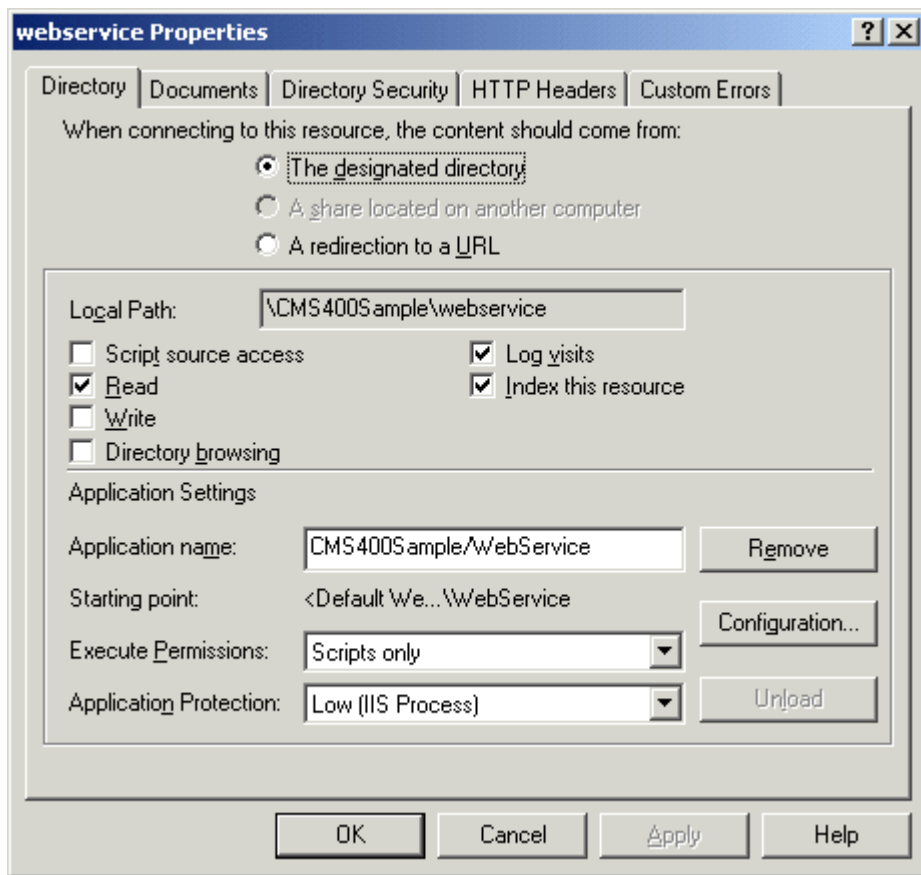 webservice Properties
Directory Documents Directory Security HTTP Headers Custom Errors
When connecting to this resource, the content should come from:
The designated directory
A share located on another computer
A redirection to a URL
Local Path: \CMS400Sample\webservice
Script source access Log visits
Read Index this resource
Write
Directory browsing
Application Settings
Application name: CMS400Sample/WebService Remove
Starting point: <Default We...\WebService
Configuration...
Execute Permissions: Scripts only
Application Protection: Low (IIS Process) Unload
OK Cancel Apply Help